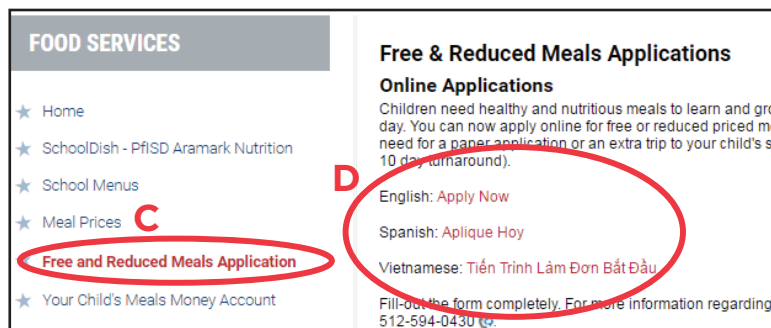 FOOD SERVICES
Home
SchoolDish - PfISD Aramark Nutrition
School Menus
Meal Prices
C
Free and Reduced Meals Application
Your Child's Meals Money Account
Free & Reduced Meals Applications
Online Applications
Children need healthy and nutritious meals to learn and
day. You can now apply online for free or reduced priced
need for a paper application or an extra trip to your child's
10 day turnaround).
D
English: Apply Now
Spanish: Aplique Hoy
Vietnamese: Tiến Trình Làm Đơn Bắt Đầu
Fill-out the form completely. For more information regarding
512-594-0430